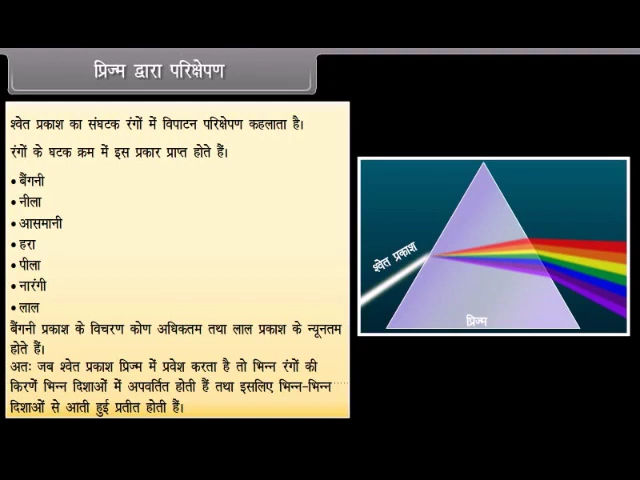 प्रिज्म द्वारा परिक्षेपण
श्वेत प्रकाश का संघटक रंगों में विपाटन परिक्षेपण कहलाता है।
रंगों के घटक क्रम में इस प्रकार प्राप्त होते हैं।
• बैंगनी
• नीला
• आसमानी
• हरा
• पीला
• नारंगी
• लाल
बैंगनी प्रकाश के विचरण कोण अधिकतम तथा लाल प्रकाश के न्यूनतम
होते हैं।
अतः जब श्वेत प्रकाश प्रिज्म में प्रवेश करता है तो भिन्न रंगों की
किरणें भिन्न दिशाओं में अपवर्तित होती हैं तथा इसलिए भिन्न-भिन्न
दिशाओं से आती हुई प्रतीत होती हैं।
श्वेत प्रकाश
प्रिज्म